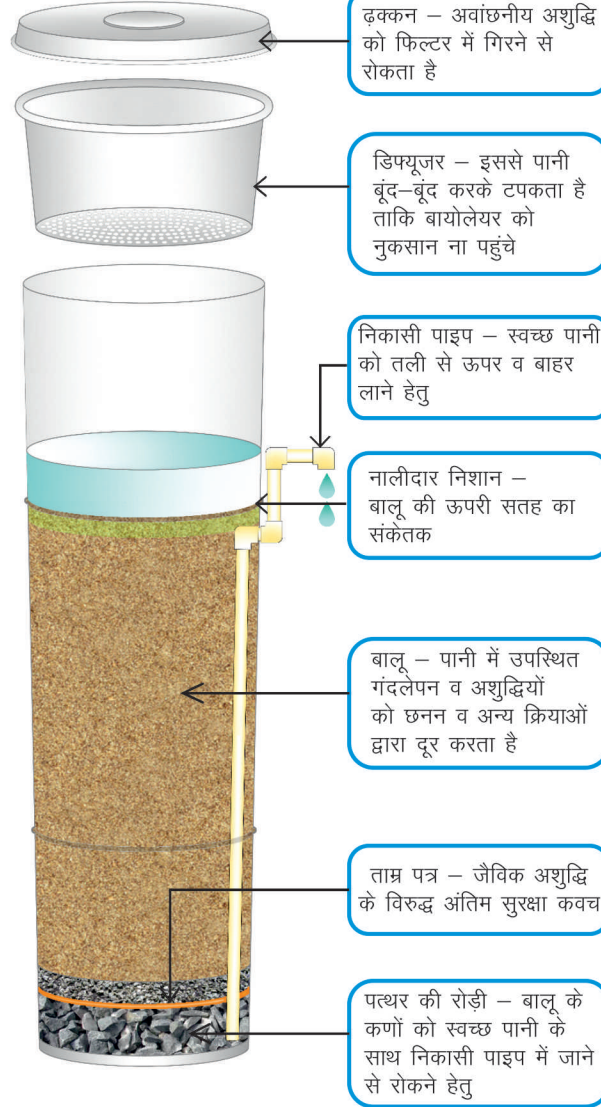 ढ़क्कन – अवांछनीय अशुद्धि
को फिल्टर में गिरने से
रोकता है
डिफ्यूजर – इससे पानी
बूंद–बूंद करके टपकता है
ताकि बायोलेयर को
नुकसान ना पहुंचे
निकासी पाइप – स्वच्छ पानी
को तली से ऊपर व बाहर
लाने हेतु
नालीदार निशान –
बालू की ऊपरी सतह का
संकेतक
बालू – पानी में उपस्थित
गंदलेपन व अशुद्धियों
को छनन व अन्य क्रियाओं
द्वारा दूर करता है
ताम्र पत्र – जैविक अशुद्धि
के विरुद्ध अंतिम सुरक्षा कवच
पत्थर की रोड़ी – बालू के
कणों को स्वच्छ पानी के
साथ निकासी पाइप में जाने
से रोकने हेतु